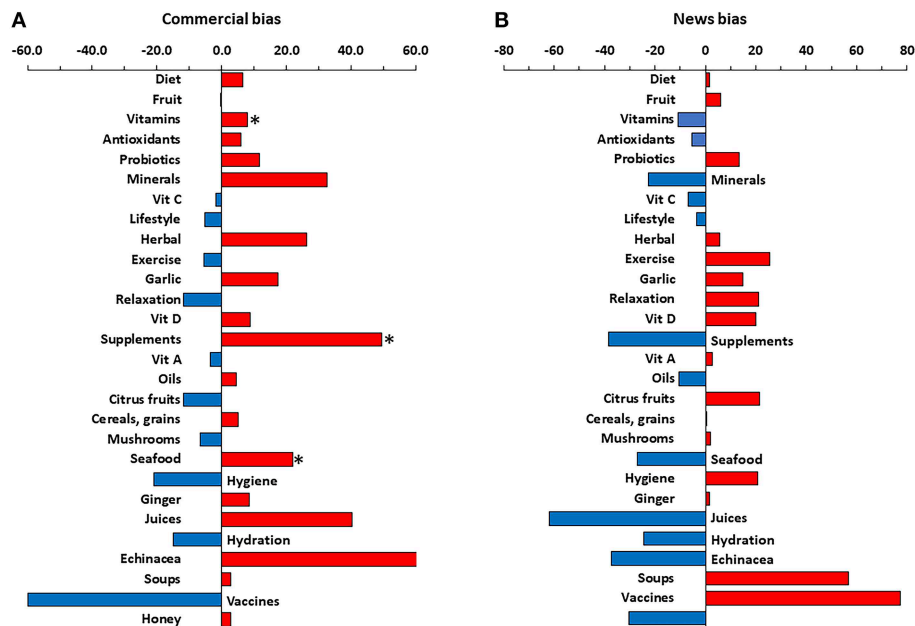 A
Commercial bias
-60.0 -20.0 0.0 20.0 40.0 60.0
Diet
Fruit
Vitamins *
Antioxidants
Probiotics
Minerals
Vit C
Lifestyle
Herbal
Exercise
Garlic
Relaxation
Vit D
Supplements *
Vit A
Oils
Citrus fruits
Cereals, grains
Mushrooms
Seafood *
Hygiene
Ginger
Juices
Hydration
Echinacea
Soups
Vaccines
Honey
B
News bias
-80 -60 -40 -20 0 20 40 60 80
Diet
Fruit
Vitamins
Antioxidants
Probiotics
Minerals
Vit C
Lifestyle
Herbal
Exercise
Garlic
Relaxation
Vit D
Supplements
Vit A
Oils
Citrus fruits
Cereals, grains
Mushrooms
Seafood
Hygiene
Ginger
Juices
Hydration
Echinacea
Soups
Vaccines